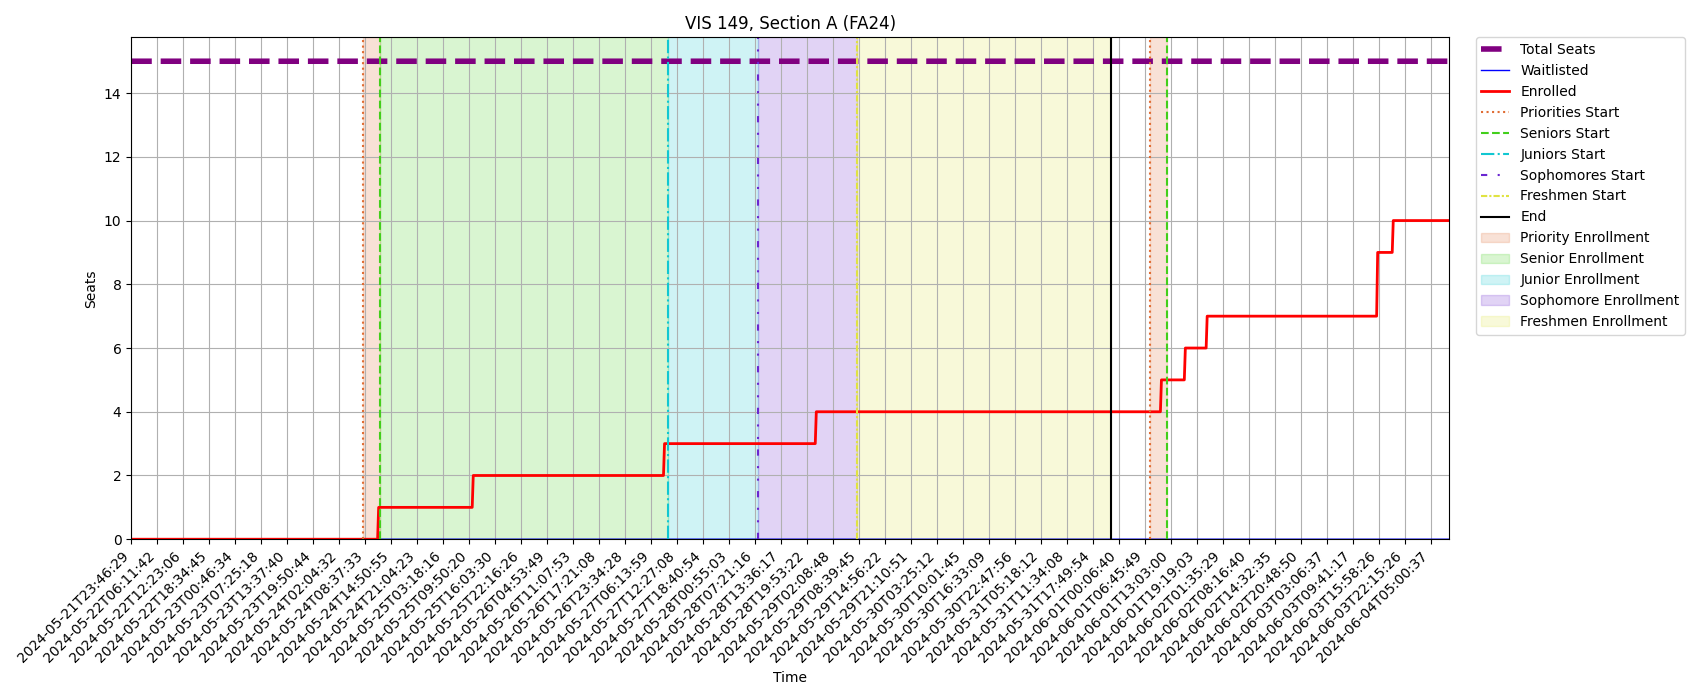 VIS 149, Section A (FA24)
Total Seats
Waitlisted
Enrolled
Priorities Start
Seniors Start
Juniors Start
Sophomores Start
Freshmen Start
End
Priority Enrollment
Senior Enrollment
Junior Enrollment
Sophomore Enrollment
Freshmen Enrollment
Seats
14
12
10
8
6
4
2
0
2024-05-21T23:46:29
2024-05-22T06:11:42
2024-05-22T12:23:06
2024-05-22T18:34:45
2024-05-23T00:46:34
2024-05-23T07:25:18
2024-05-23T13:37:40
2024-05-23T19:50:44
2024-05-24T02:04:32
2024-05-24T08:37:33
2024-05-24T14:50:55
2024-05-24T21:04:23
2024-05-25T03:18:16
2024-05-25T09:50:20
2024-05-25T16:03:30
2024-05-25T22:16:26
2024-05-26T04:53:49
2024-05-26T11:07:53
2024-05-26T17:21:08
2024-05-26T23:34:28
2024-05-27T06:13:59
2024-05-27T12:27:08
2024-05-27T18:40:54
2024-05-28T00:55:03
2024-05-28T07:21:16
2024-05-28T13:36:17
2024-05-28T19:53:22
2024-05-29T02:08:48
2024-05-29T08:39:45
2024-05-29T14:56:22
2024-05-29T21:10:51
2024-05-30T03:25:12
2024-05-30T10:01:45
2024-05-30T16:33:09
2024-05-30T22:47:56
2024-05-31T05:18:12
2024-05-31T11:34:08
2024-05-31T17:49:54
2024-06-01T00:06:40
2024-06-01T06:45:49
2024-06-01T13:03:00
2024-06-01T19:19:03
2024-06-02T01:35:29
2024-06-02T08:16:40
2024-06-02T14:32:35
2024-06-02T20:48:50
2024-06-03T03:06:37
2024-06-03T09:41:17
2024-06-03T15:58:26
2024-06-03T22:15:26
2024-06-04T05:00:37
Time